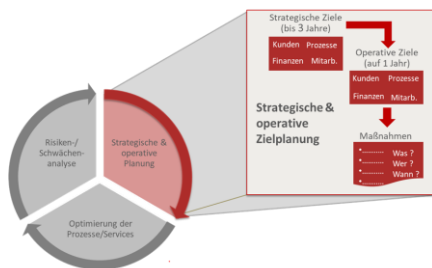 Strategische Ziele
(bis 3 Jahre)
Kunden Prozesse
Finanzen Mitarb.
Operative Ziele
(auf 1 Jahr)
Kunden Prozesse
Finanzen Mitarb.
Strategische &
operative
Zielplanung
Maßnahmen
•......... Was ?
•......... Wer ?
•......... Wann ?
•.........
Risiken-/
Schwächen-
analyse
Strategische &
operative
Planung
Optimierung der
Prozesse/Services